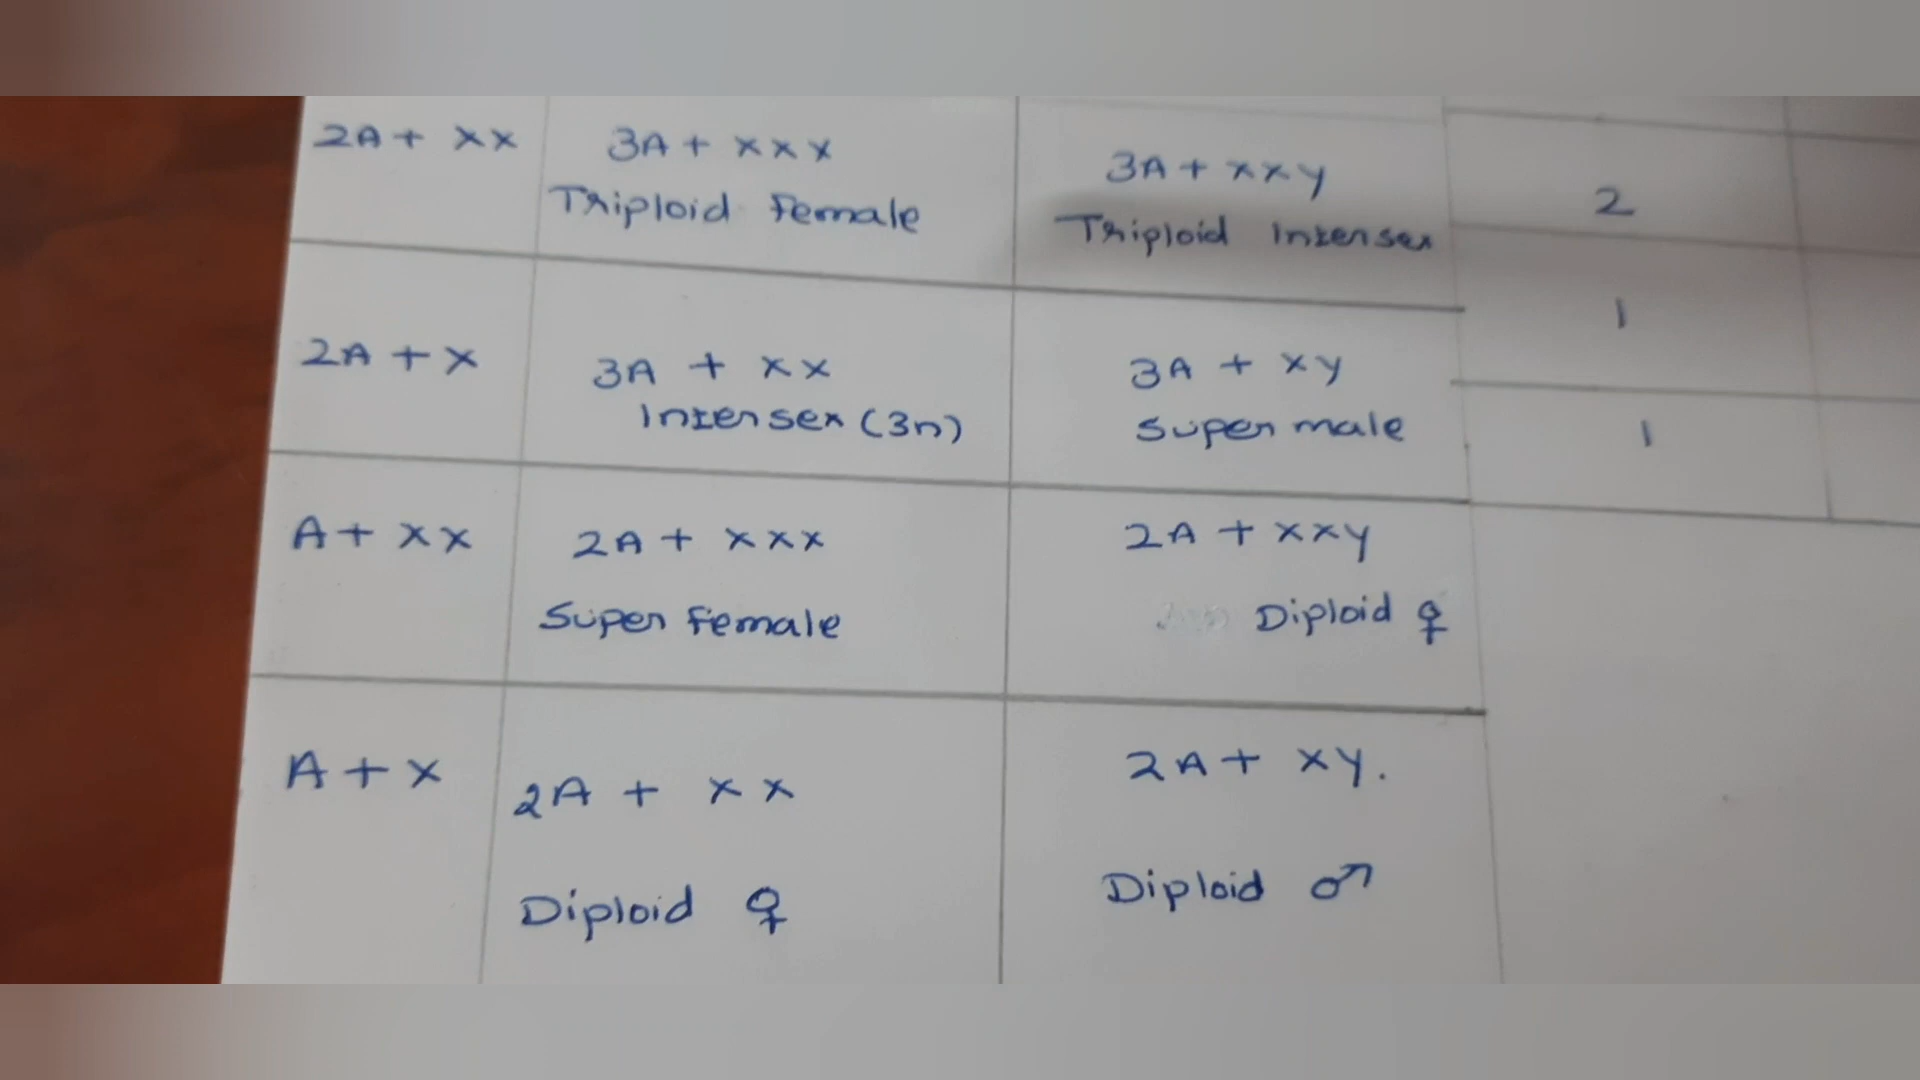 2A + xx
3A + xxx
Triploid Female
3A + xxy
Triploid Intersex
2A + x
3A + xx
Intersex (3n)
3A + xy
Super male
A + xx
2A + xxx
Super Female
2A + xxy
Diploid ♀
A + x
2A + xx
Diploid ♀
2A + xy.
Diploid ♂
2
1
1